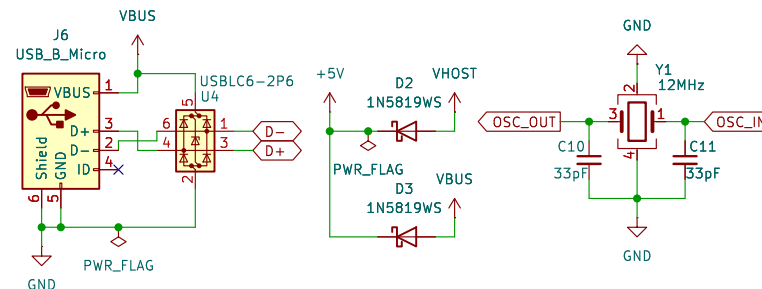 VBUS
J6
USB_B_Micro
VBUS 1
D+ 3
D- 2
ID 4
Shield
GND
6 5
GND
PWR_FLAG
USBLC6-2P6
U4
5
6 1
4 3
2
D-
D+
+5V
D2
1N5819WS
VHOST
PWR_FLAG
D3
1N5819WS
VBUS
GND
Y1
12MHz
2
3 1
4
OSC_OUT
OSC_IN
C10
33pF
C11
33pF
GND